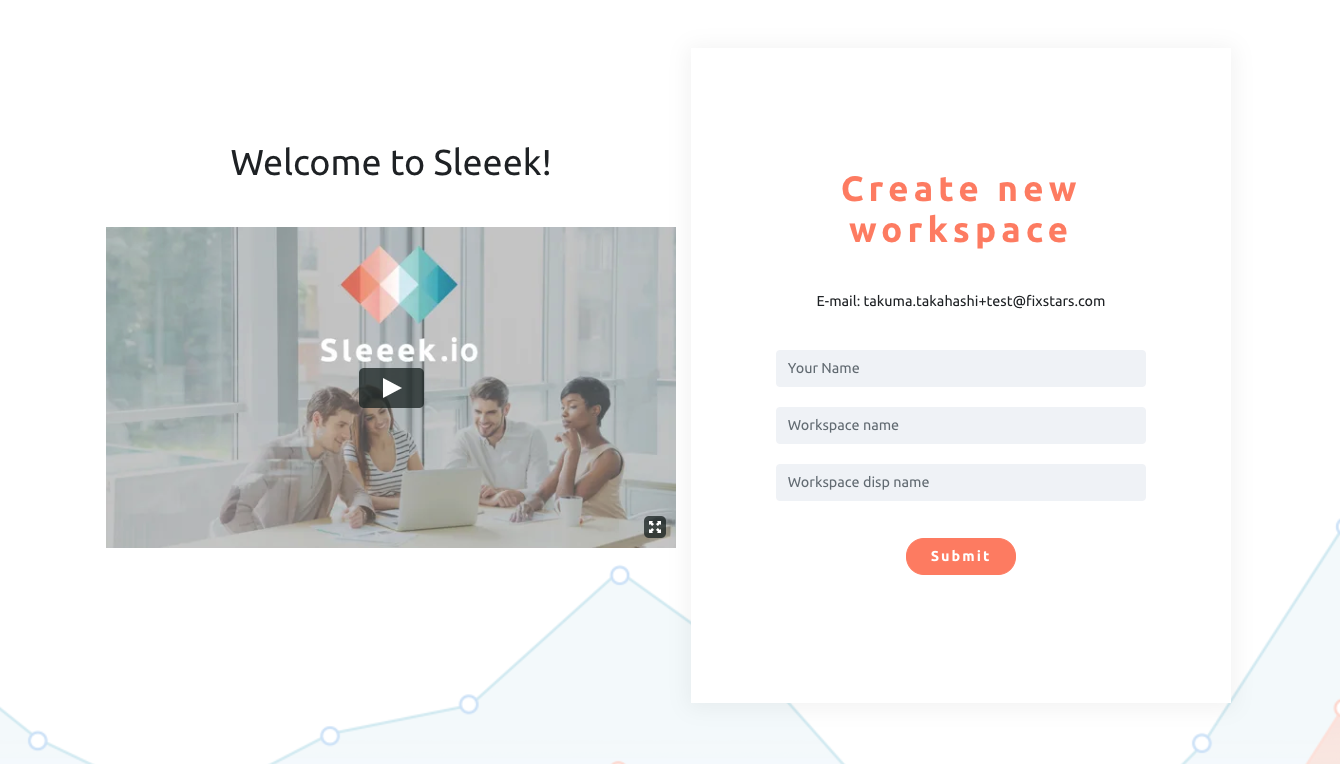 Welcome to Sleeek!
Sleeek.io
Create new
workspace
E-mail: takuma.takahashi+test@fixstars.com
Your Name
Workspace name
Workspace disp name
Submit